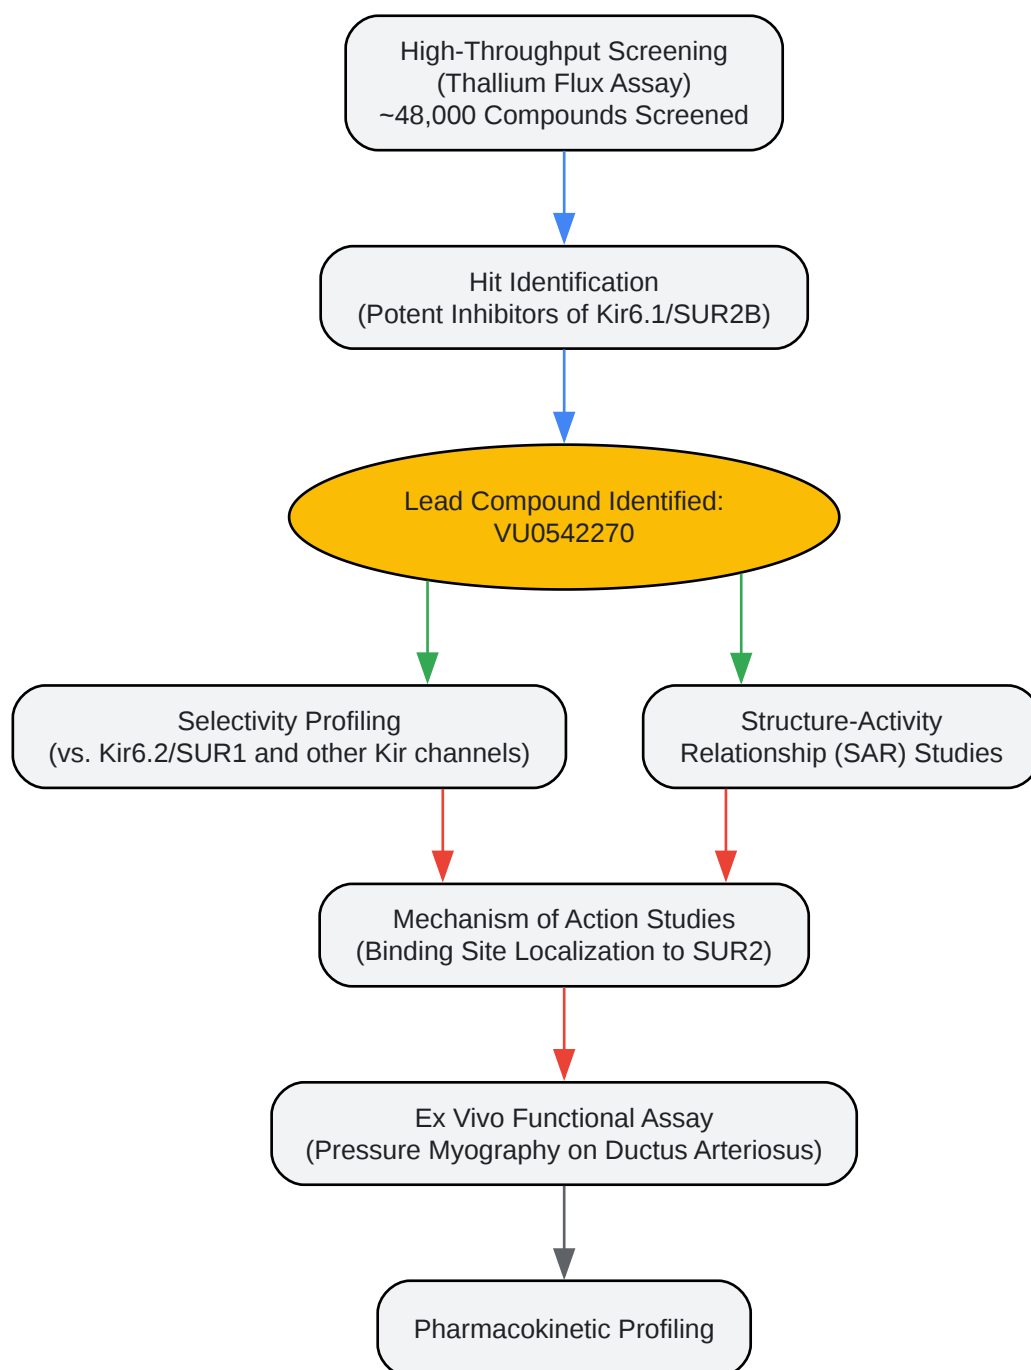 High-Throughput Screening
(Thallium Flux Assay)
~48,000 Compounds Screened
Hit Identification
(Potent Inhibitors of Kir6.1/SUR2B)
Lead Compound Identified:
VU0542270
Selectivity Profiling
(vs. Kir6.2/SUR1 and other Kir channels)
Structure-Activity
Relationship (SAR) Studies
Mechanism of Action Studies
(Binding Site Localization to SUR2)
Ex Vivo Functional Assay
(Pressure Myography on Ductus Arteriosus)
Pharmacokinetic Profiling